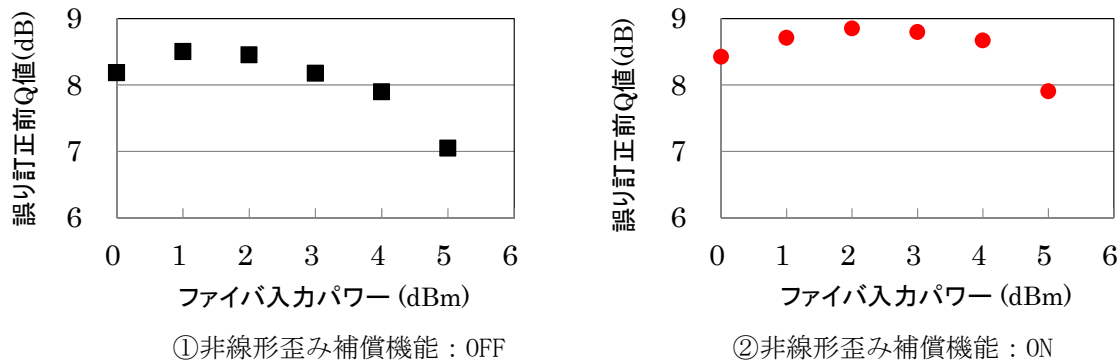 誤り訂正前Q値(dB)
9
8
7
6
0 1 2 3 4 5 6
ファイバ入力パワー (dBm)
①非線形歪み補償機能：OFF
誤り訂正前Q値(dB)
9
8
7
6
0 1 2 3 4 5 6
ファイバ入力パワー (dBm)
②非線形歪み補償機能：ON